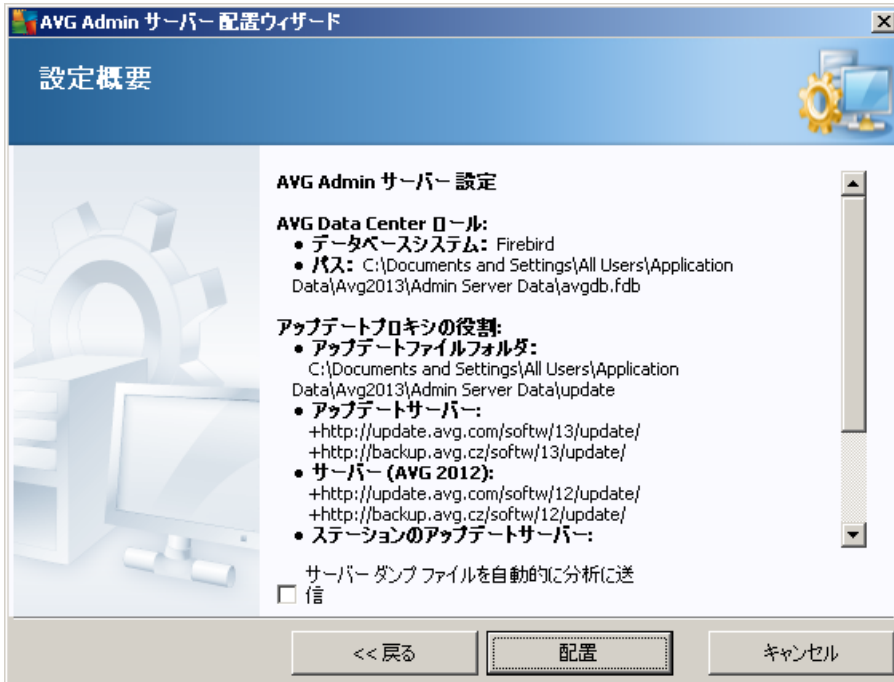 AVG Admin サーバー 配置ウィザード
設定概要
AVG Admin サーバー 設定
AVG Data Center ロール:
• データベースシステム: Firebird
• パス: C:\Documents and Settings\All Users\Application
Data\Avg2013\Admin Server Data\avgdb.fdb
アップデートプロキシの役割:
• アップデートファイルフォルダ:
C:\Documents and Settings\All Users\Application
Data\Avg2013\Admin Server Data\update
• アップデートサーバー:
+http://update.avg.com/softw/13/update/
+http://backup.avg.cz/softw/13/update/
• サーバー (AVG 2012):
+http://update.avg.com/softw/12/update/
+http://backup.avg.cz/softw/12/update/
• ステーションのアップデートサーバー:
サーバー ダンプ ファイルを自動的に分析に送
信
<< 戻る
配置
キャンセル